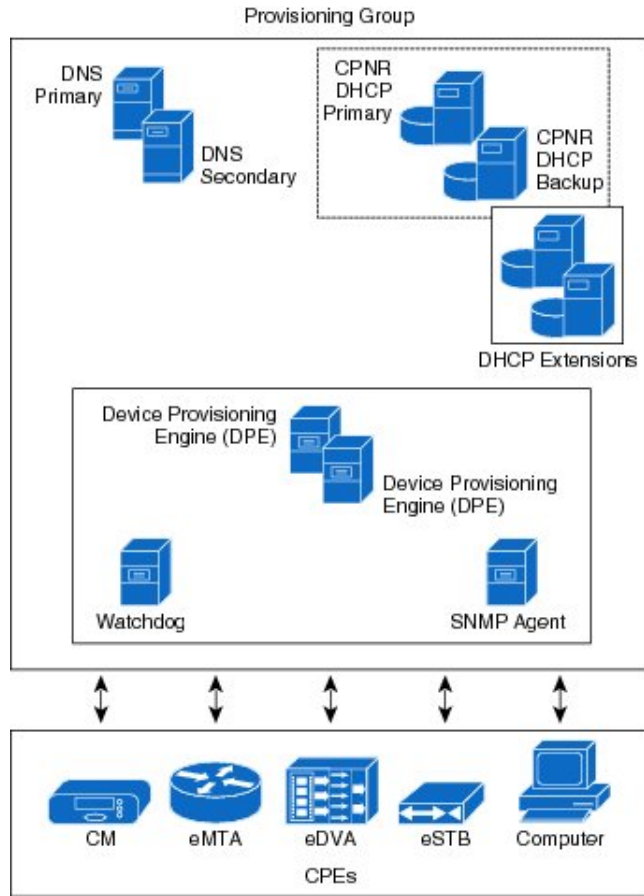 Provisioning Group
DNS
Primary
DNS
Secondary
CPNR
DHCP
Primary
CPNR
DHCP
Backup
DHCP Extensions
Device Provisioning
Engine (DPE)
Device Provisioning
Engine (DPE)
Watchdog
SNMP Agent
CM
eMTA
eDVA
eSTB
Computer
CPEs